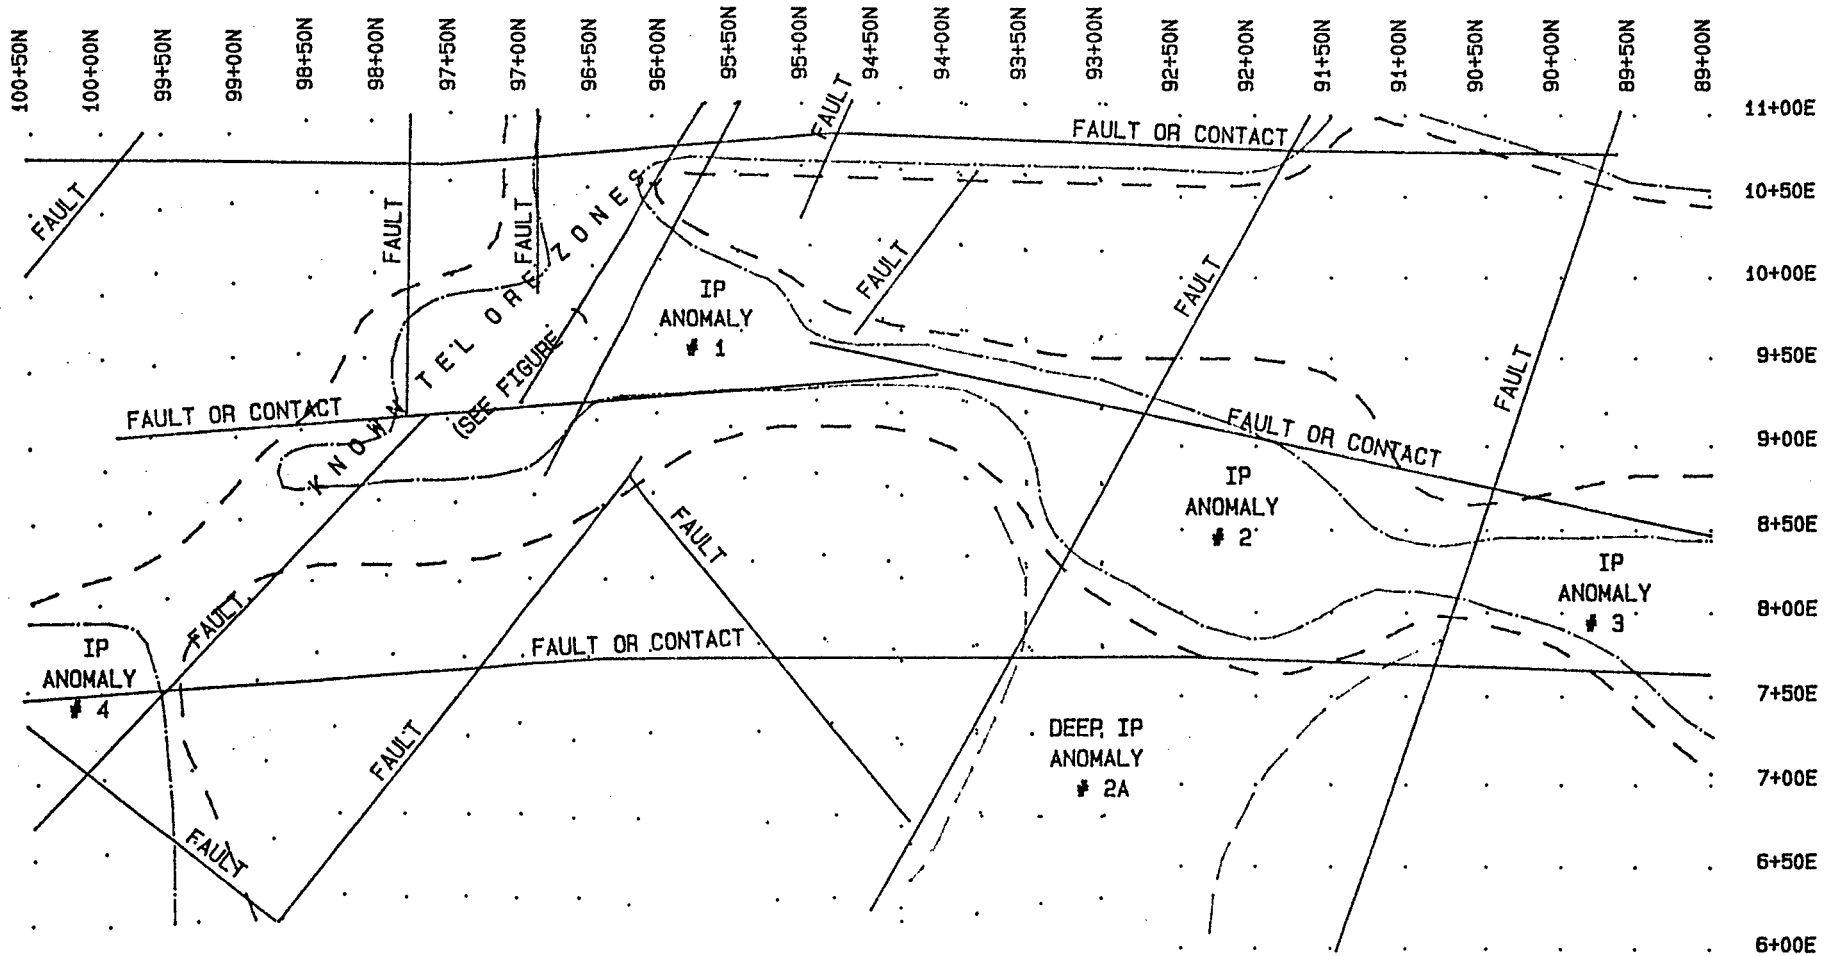 100+50N
100+00N
99+50N
99+00N
98+50N
98+00N
97+50N
97+00N
96+50N
96+00N
95+50N
95+00N
94+50N
94+00N
93+50N
93+00N
92+50N
92+00N
91+50N
91+00N
90+50N
90+00N
89+50N
89+00N
11+00E
10+50E
10+00E
9+50E
9+00E
8+50E
8+00E
7+50E
7+00E
6+50E
6+00E
FAULT
FAULT
FAULT
FAULT
FAULT OR CONTACT
FAULT
FAULT
FAULT
KNOWN TEL ORE ZONES
(SEE FIGURE )
IP
ANOMALY
# 1
FAULT OR CONTACT
FAULT OR CONTACT
IP
ANOMALY
# 2
FAULT
IP
ANOMALY
# 3
FAULT
FAULT OR CONTACT
IP
ANOMALY
# 4
FAULT
DEEP IP
ANOMALY
# 2A
FAULT